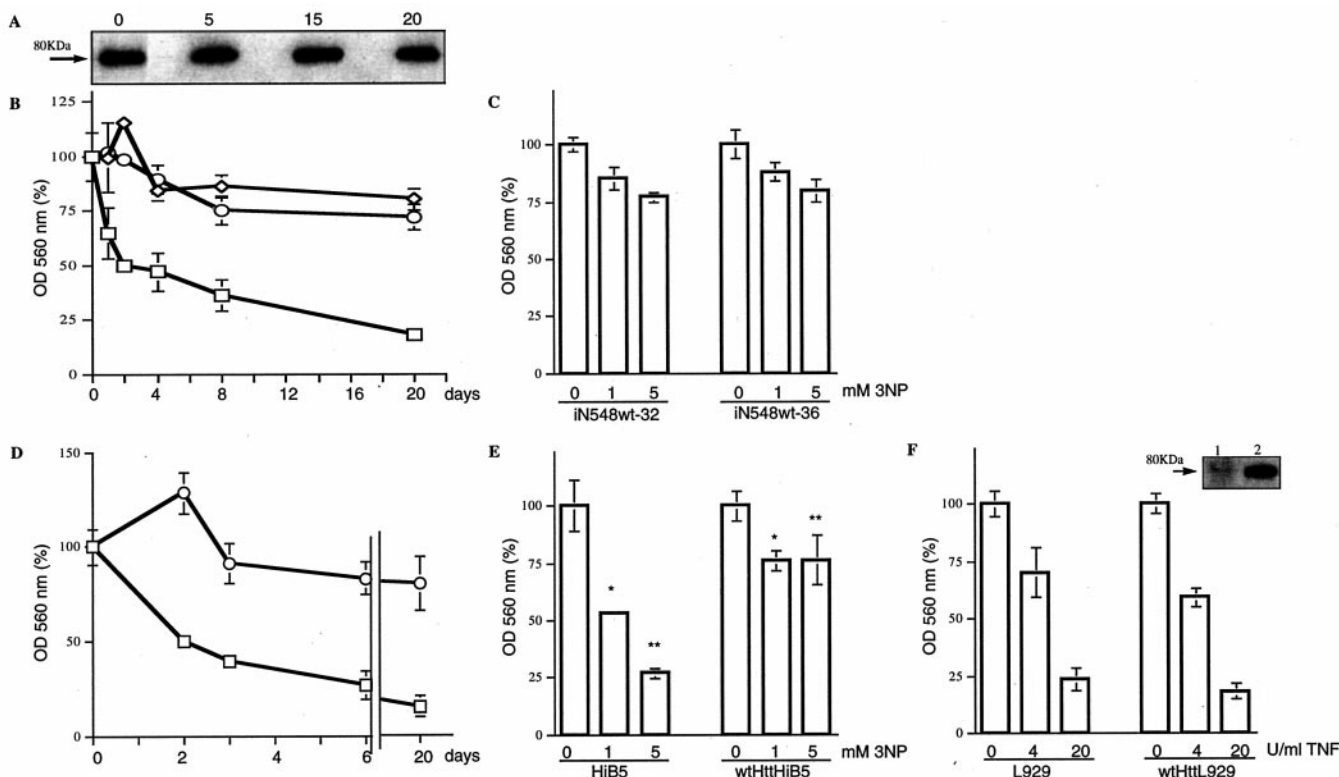 A
0 5 15 20
80KDa
B
OD 560 nm (%)
125
100
75
50
25
0
0 4 8 12 16 20 days
C
OD 560 nm (%)
100
75
50
25
0
0 1 5 0 1 5 mM 3NP
iN548wt-32 iN548wt-36
D
OD 560 nm (%)
150
100
50
0
0 2 4 6 20 days
E
OD 560 nm (%)
100
75
50
25
0
* ** * **
0 1 5 0 1 5 mM 3NP
HiB5 wtHttHiB5
F
1 2
80KDa
OD 560 nm (%)
100
75
50
25
0
0 4 20 0 4 20 U/ml TNF
L929 wtHttL929